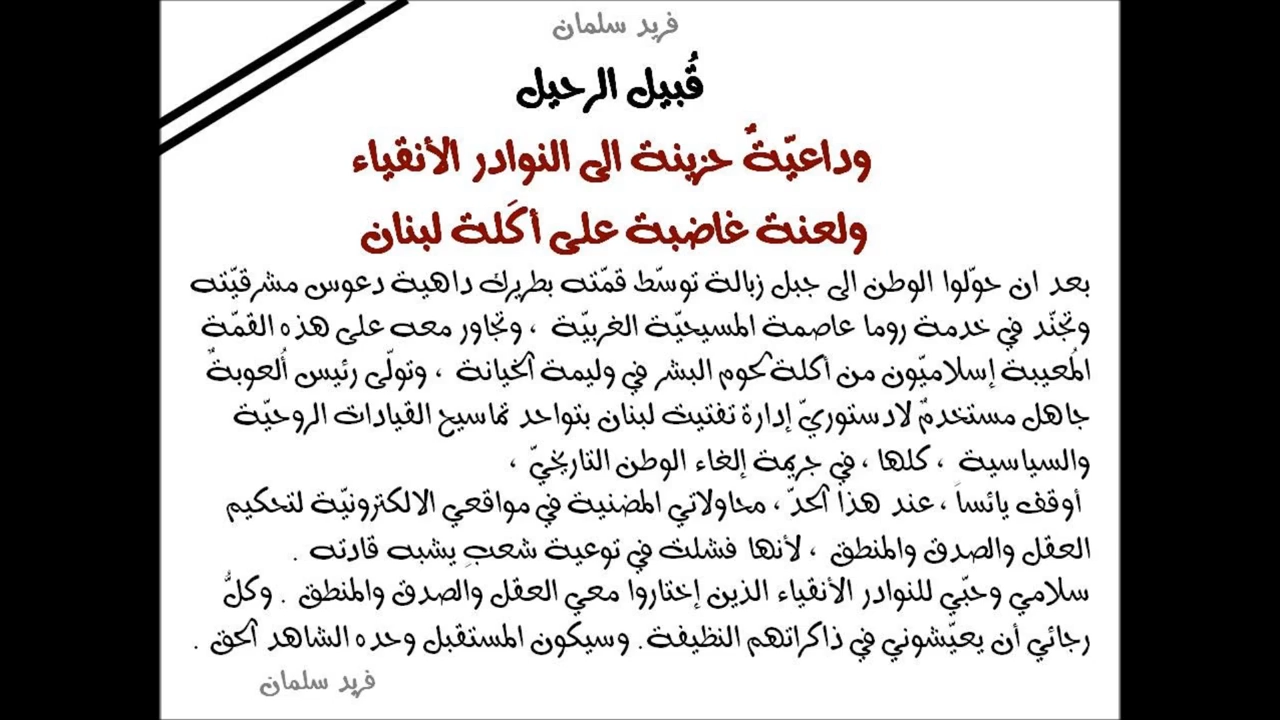 فريد سلمان
قُبيل الرحيل
وداعيّةٌ حزينة الى النوادر الأنقياء
ولعنة غاضبة على أكَلة لبنان
بعد ان حوّلوا الوطن الى جبل زبالة توسّط قمّته بطريرك داهية دعوس مشرقيّته
وتجنّد في خدمة روما عاصمة المسيحيّة الغربيّة ، وتجاور معه على هذه القمّة
المُعيبة إسلاميّون من أكلة لحوم البشر في وليمة الخيانة ، وتولّى رئيس أُلعوبةٌ
جاهل مستخدمٌ لادستوريّ إدارة تفتيت لبنان بتواجد تماسيح القيادات الروحيّة
والسياسية ، كلها ، في جريمة إلغاء الوطن التاريخيّ ،
أوقف يائساً ، عند هذا الحدّ ، محاولاتي المضنية في مواقعي الالكترونيّة لتحكيم
العقل والصدق والمنطق ، لأنها فشلت في توعية شعبٍ يشبه قادته .
سلامي وحبّي للنوادر الأنقياء الذين إختاروا معي العقل والصدق والمنطق . وكلُّ
رجائي أن يعيّشوني في ذاكراتهم النظيفة. وسيكون المستقبل وحده الشاهد الحق .
فريد سلمان